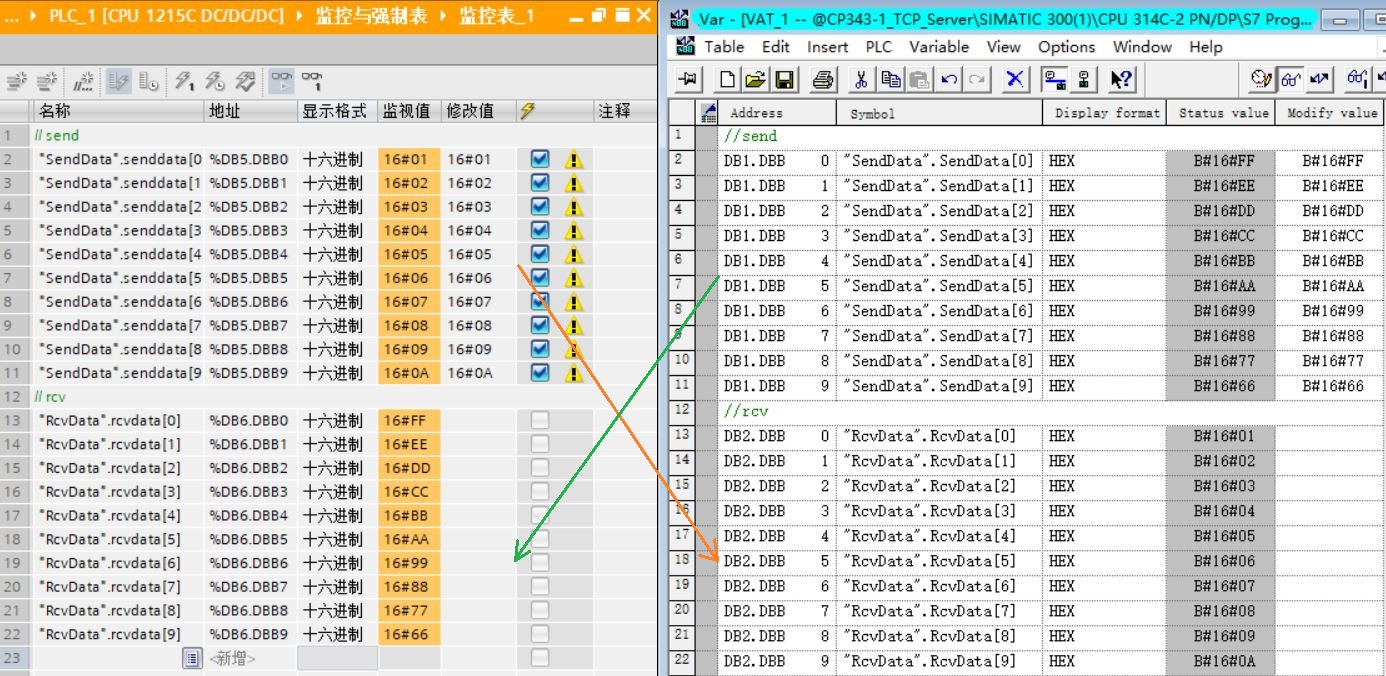 ... ▸ PLC_1 [CPU 1215C DC/DC/DC] ▸ 监控与强制表 ▸ 监控表_1
名称 地址 显示格式 监视值 修改值 注释
1 // send
2 "SendData".senddata[0 %DB5.DBB0 十六进制 16#01 16#01
3 "SendData".senddata[1 %DB5.DBB1 十六进制 16#02 16#02
4 "SendData".senddata[2 %DB5.DBB2 十六进制 16#03 16#03
5 "SendData".senddata[3 %DB5.DBB3 十六进制 16#04 16#04
6 "SendData".senddata[4 %DB5.DBB4 十六进制 16#05 16#05
7 "SendData".senddata[5 %DB5.DBB5 十六进制 16#06 16#06
8 "SendData".senddata[6 %DB5.DBB6 十六进制 16#07 16#07
9 "SendData".senddata[7 %DB5.DBB7 十六进制 16#08 16#08
10 "SendData".senddata[8 %DB5.DBB8 十六进制 16#09 16#09
11 "SendData".senddata[9 %DB5.DBB9 十六进制 16#0A 16#0A
12 // rcv
13 "RcvData".rcvdata[0] %DB6.DBB0 十六进制 16#FF
14 "RcvData".rcvdata[1] %DB6.DBB1 十六进制 16#EE
15 "RcvData".rcvdata[2] %DB6.DBB2 十六进制 16#DD
16 "RcvData".rcvdata[3] %DB6.DBB3 十六进制 16#CC
17 "RcvData".rcvdata[4] %DB6.DBB4 十六进制 16#BB
18 "RcvData".rcvdata[5] %DB6.DBB5 十六进制 16#AA
19 "RcvData".rcvdata[6] %DB6.DBB6 十六进制 16#99
20 "RcvData".rcvdata[7] %DB6.DBB7 十六进制 16#88
21 "RcvData".rcvdata[8] %DB6.DBB8 十六进制 16#77
22 "RcvData".rcvdata[9] %DB6.DBB9 十六进制 16#66
23 <新增>
Var - [VAT_1 -- @CP343-1_TCP_Server\SIMATIC 300(1)\CPU 314C-2 PN/DP\S7 Prog...
Table Edit Insert PLC Variable View Options Window Help
Address Symbol Display format Status value Modify value
1 //send
2 DB1.DBB 0 "SendData".SendData[0] HEX B#16#FF B#16#FF
3 DB1.DBB 1 "SendData".SendData[1] HEX B#16#EE B#16#EE
4 DB1.DBB 2 "SendData".SendData[2] HEX B#16#DD B#16#DD
5 DB1.DBB 3 "SendData".SendData[3] HEX B#16#CC B#16#CC
6 DB1.DBB 4 "SendData".SendData[4] HEX B#16#BB B#16#BB
7 DB1.DBB 5 "SendData".SendData[5] HEX B#16#AA B#16#AA
8 DB1.DBB 6 "SendData".SendData[6] HEX B#16#99 B#16#99
9 DB1.DBB 7 "SendData".SendData[7] HEX B#16#88 B#16#88
10 DB1.DBB 8 "SendData".SendData[8] HEX B#16#77 B#16#77
11 DB1.DBB 9 "SendData".SendData[9] HEX B#16#66 B#16#66
12 //rcv
13 DB2.DBB 0 "RcvData".RcvData[0] HEX B#16#01
14 DB2.DBB 1 "RcvData".RcvData[1] HEX B#16#02
15 DB2.DBB 2 "RcvData".RcvData[2] HEX B#16#03
16 DB2.DBB 3 "RcvData".RcvData[3] HEX B#16#04
17 DB2.DBB 4 "RcvData".RcvData[4] HEX B#16#05
18 DB2.DBB 5 "RcvData".RcvData[5] HEX B#16#06
19 DB2.DBB 6 "RcvData".RcvData[6] HEX B#16#07
20 DB2.DBB 7 "RcvData".RcvData[7] HEX B#16#08
21 DB2.DBB 8 "RcvData".RcvData[8] HEX B#16#09
22 DB2.DBB 9 "RcvData".RcvData[9] HEX B#16#0A